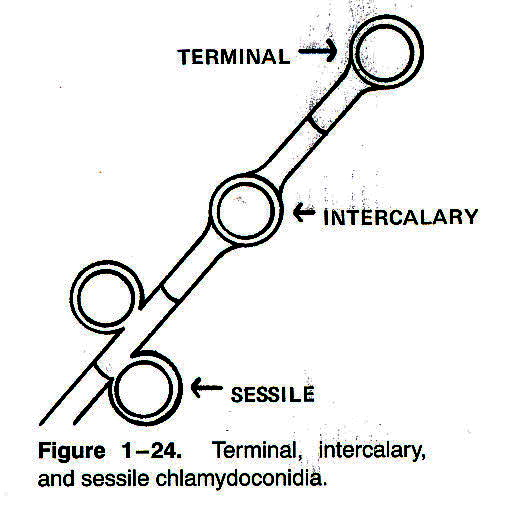 TERMINAL
INTERCALARY
SESSILE
Figure 1–24. Terminal, intercalary,
and sessile chlamydoconidia.